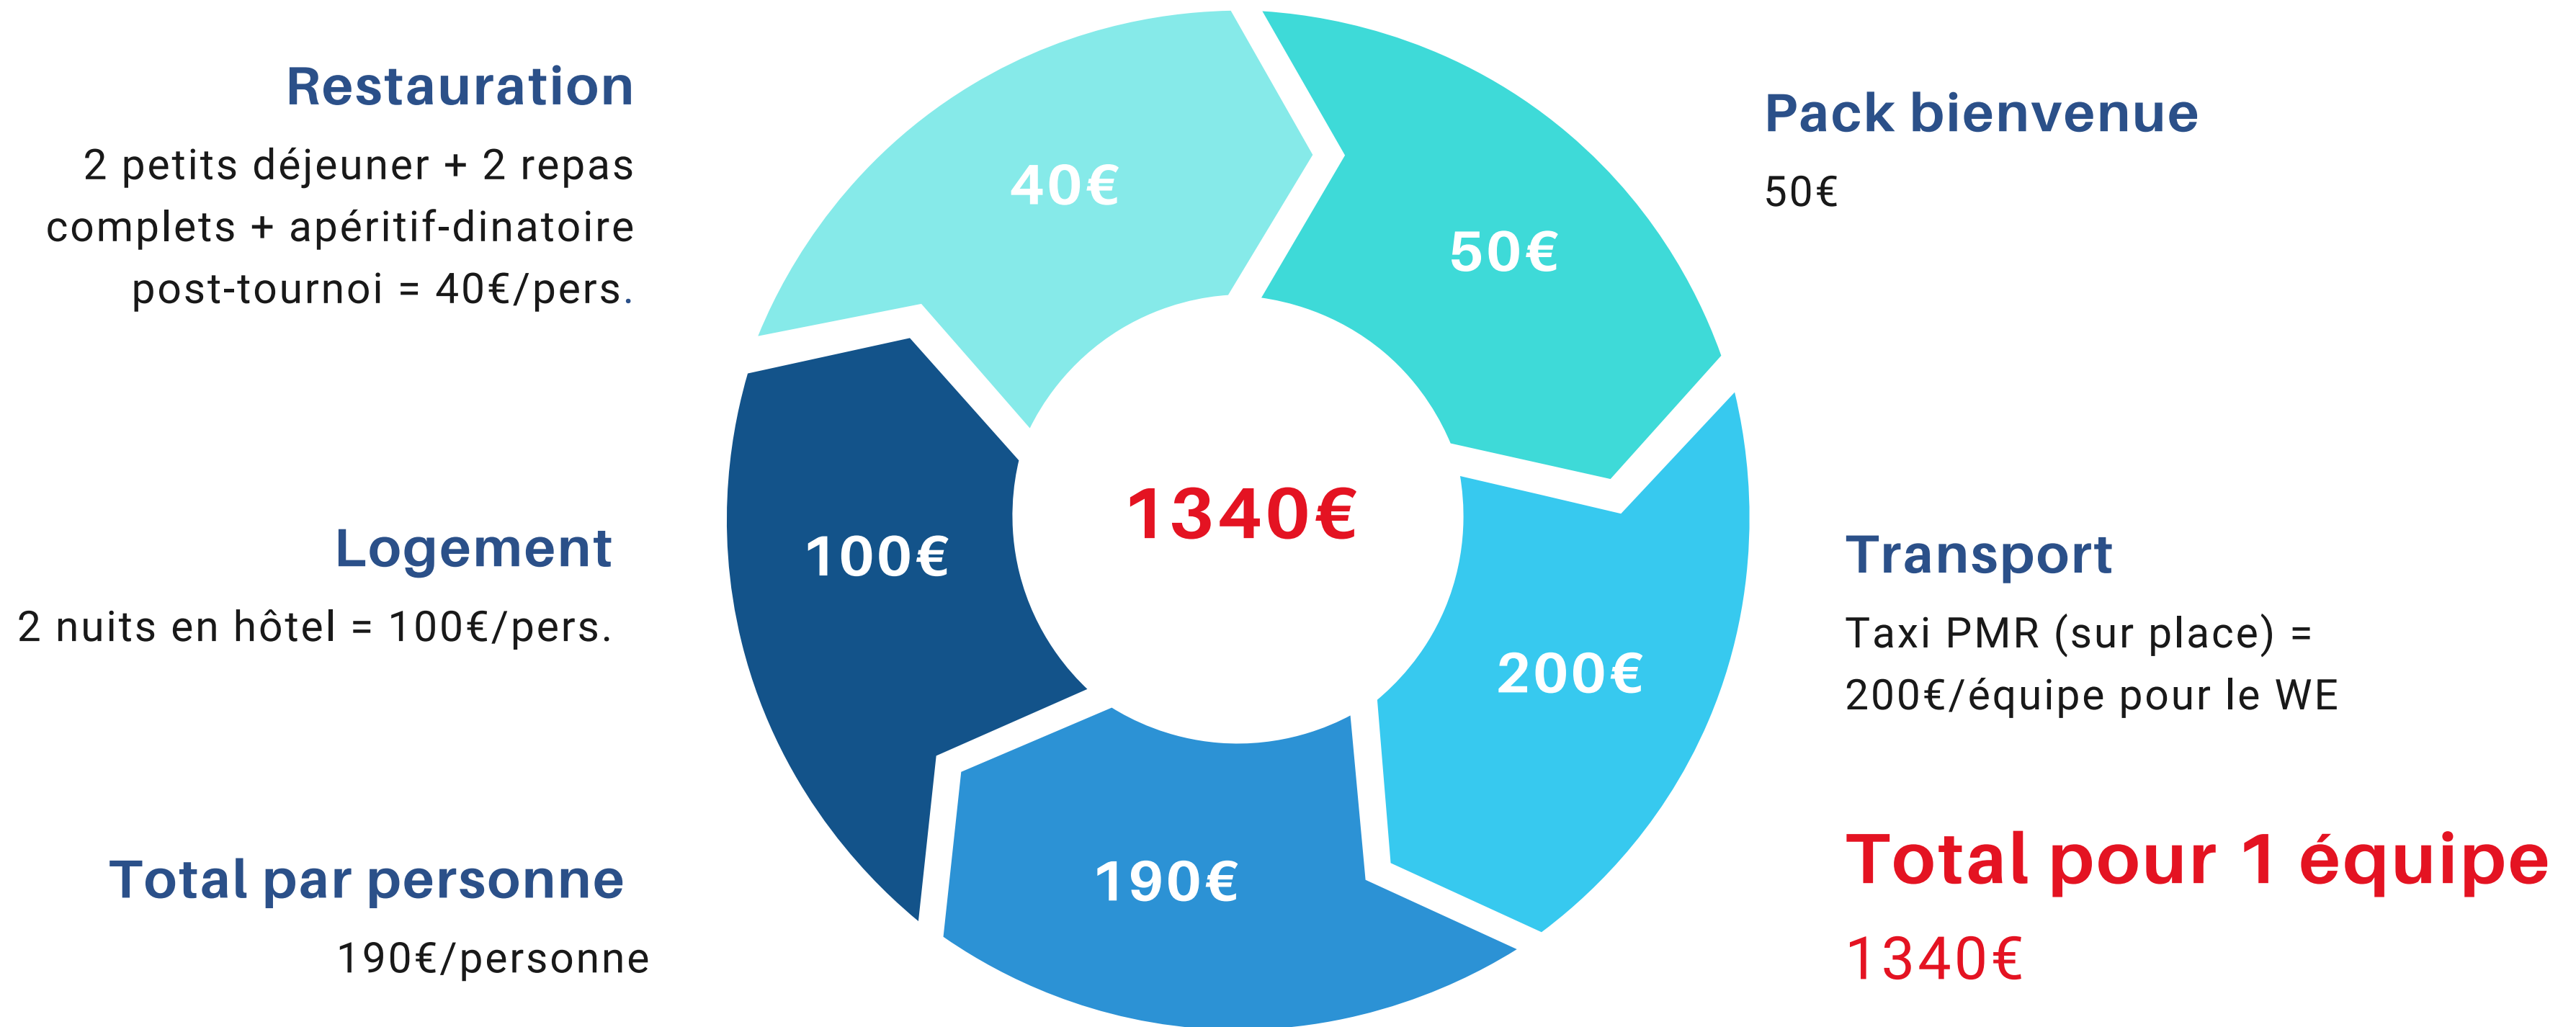 Restauration
2 petits déjeuner + 2 repas
complets + apéritif-dinatoire
post-tournoi = 40€/pers.
Logement
2 nuits en hôtel = 100€/pers.
Total par personne
190€/personne
40€
50€
100€
1340€
200€
190€
Pack bienvenue
50€
Transport
Taxi PMR (sur place) =
200€/équipe pour le WE
Total pour 1 équipe
1340€